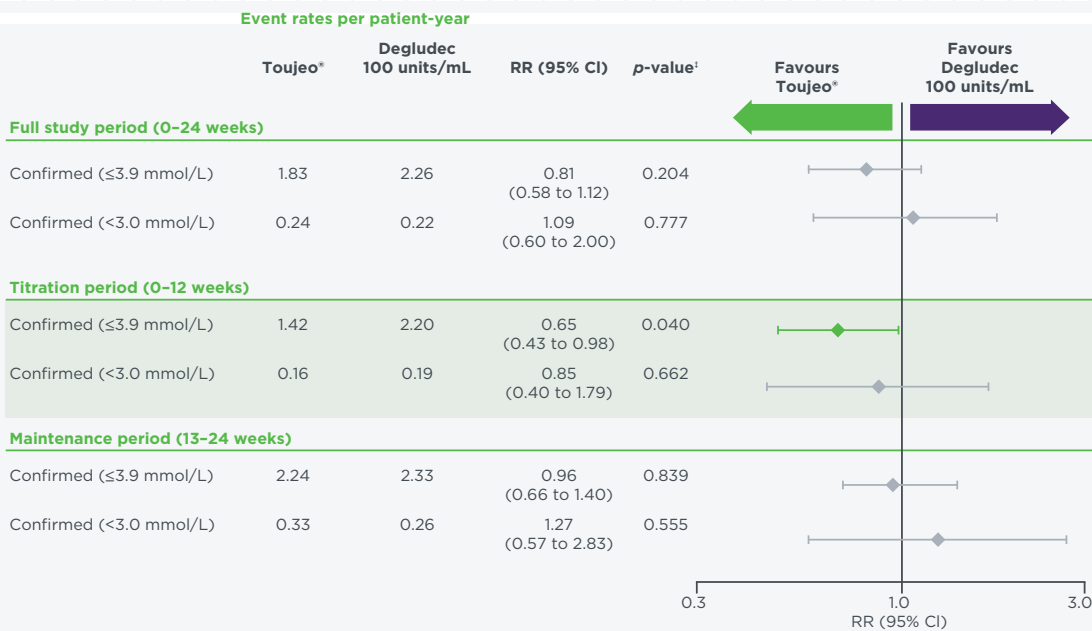 Event rates per patient-year
Toujeo® Degludec 100 units/mL RR (95% CI) p-value‡ Favours Toujeo® Favours Degludec 100 units/mL
Full study period (0–24 weeks)
Confirmed (≤3.9 mmol/L) 1.83 2.26 0.81 (0.58 to 1.12) 0.204
Confirmed (<3.0 mmol/L) 0.24 0.22 1.09 (0.60 to 2.00) 0.777
Titration period (0–12 weeks)
Confirmed (≤3.9 mmol/L) 1.42 2.20 0.65 (0.43 to 0.98) 0.040
Confirmed (<3.0 mmol/L) 0.16 0.19 0.85 (0.40 to 1.79) 0.662
Maintenance period (13–24 weeks)
Confirmed (≤3.9 mmol/L) 2.24 2.33 0.96 (0.66 to 1.40) 0.839
Confirmed (<3.0 mmol/L) 0.33 0.26 1.27 (0.57 to 2.83) 0.555
0.3 1.0 3.0
RR (95% CI)